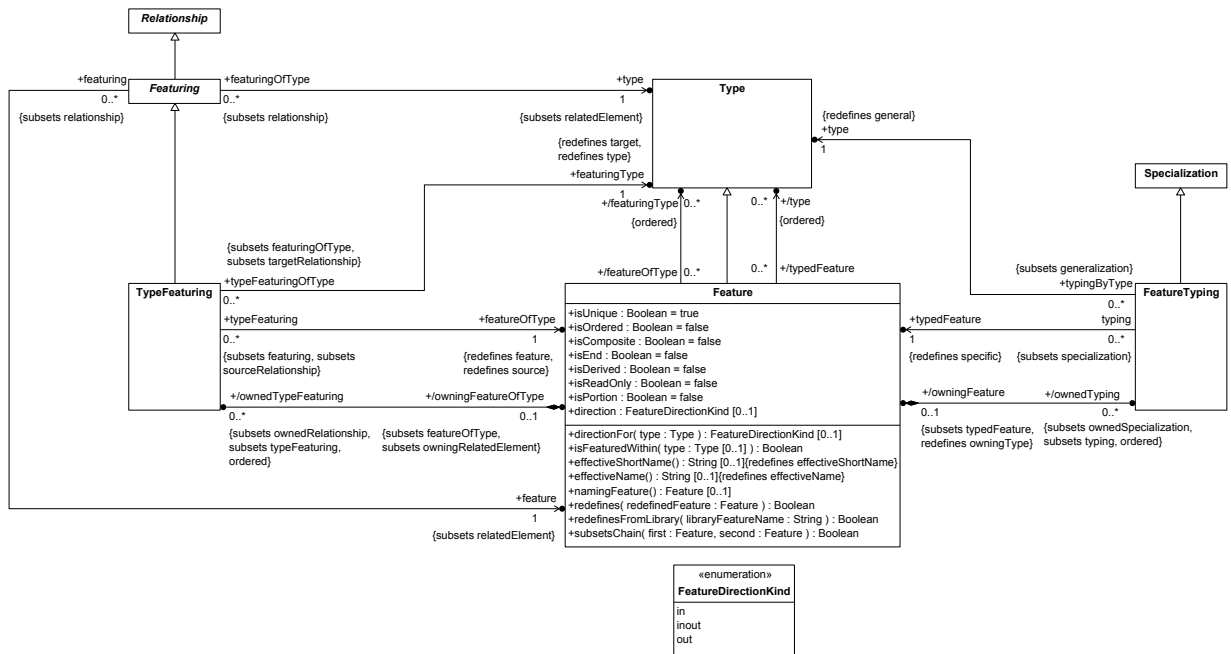 Relationship
+featuring
0..*
{subsets relationship}
Featuring
+featuringOfType
0..*
{subsets relationship}
+type
1
{subsets relatedElement}
Type
{redefines general}
+type
1
{redefines target,
redefines type}
+featuringType
1
Specialization
+/featuringType
0..*
{ordered}
0..*
+/type
{ordered}
{subsets featuringOfType,
subsets targetRelationship}
+typeFeaturingOfType
0..*
+/featureOfType
0..*
0..*
+/typedFeature
{subsets generalization}
+typingByType
0..*
TypeFeaturing
Feature
FeatureTyping
+typeFeaturing
0..*
{subsets featuring, subsets
sourceRelationship}
+featureOfType
1
{redefines feature,
redefines source}
+isUnique : Boolean = true
+isOrdered : Boolean = false
+isComposite : Boolean = false
+isEnd : Boolean = false
+isDerived : Boolean = false
+isReadOnly : Boolean = false
+isPortion : Boolean = false
+direction : FeatureDirectionKind [0..1]
+typedFeature
1
{redefines specific}
typing
0..*
{subsets specialization}
+/ownedTypeFeaturing
0..*
{subsets ownedRelationship,
subsets typeFeaturing,
ordered}
+/owningFeatureOfType
0..1
{subsets featureOfType,
subsets owningRelatedElement}
+/owningFeature
0..1
{subsets typedFeature,
redefines owningType}
+/ownedTyping
0..*
{subsets ownedSpecialization,
subsets typing, ordered}
+directionFor( type : Type ) : FeatureDirectionKind [0..1]
+isFeaturedWithin( type : Type [0..1] ) : Boolean
+effectiveShortName() : String [0..1]{redefines effectiveShortName}
+effectiveName() : String [0..1]{redefines effectiveName}
+namingFeature() : Feature [0..1]
+redefines( redefinedFeature : Feature ) : Boolean
+redefinesFromLibrary( libraryFeatureName : String ) : Boolean
+subsetsChain( first : Feature, second : Feature ) : Boolean
+feature
1
{subsets relatedElement}
«enumeration»
FeatureDirectionKind
in
inout
out